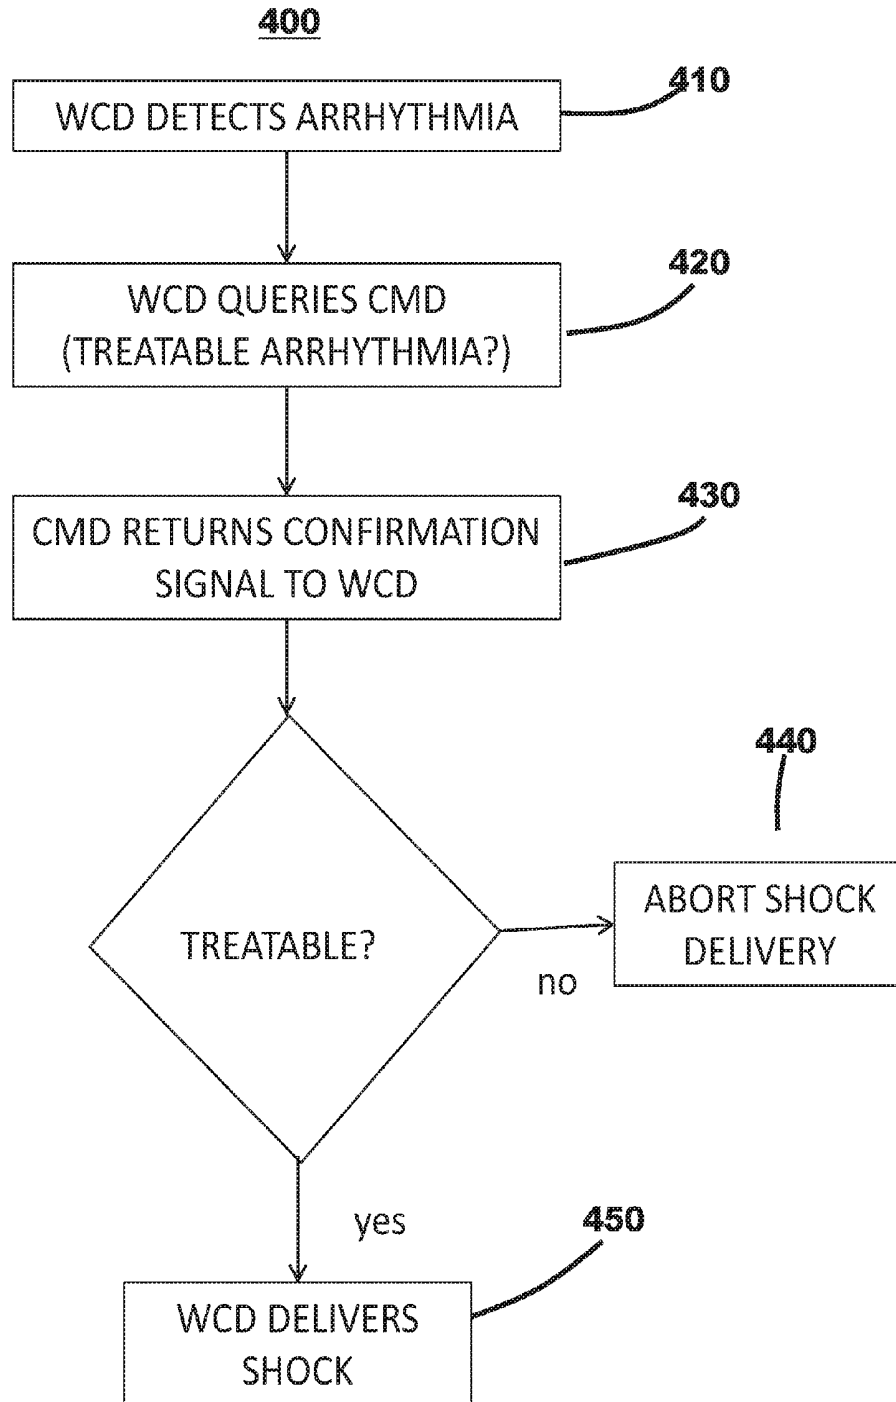 400
410
WCD DETECTS ARRHYTHMIA
420
WCD QUERIES CMD
(TREATABLE ARRHYTHMIA?)
430
CMD RETURNS CONFIRMATION
SIGNAL TO WCD
440
TREATABLE?
ABORT SHOCK
DELIVERY
no
yes
450
WCD DELIVERS
SHOCK